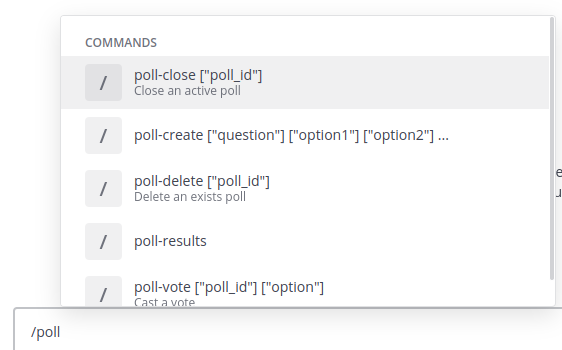 COMMANDS
/ poll-close ["poll_id"]
Close an active poll
/ poll-create ["question"] ["option1"] ["option2"] ...
/ poll-delete ["poll_id"]
Delete an exists poll
/ poll-results
/ poll-vote ["poll_id"] ["option"]
Cast a vote
/poll